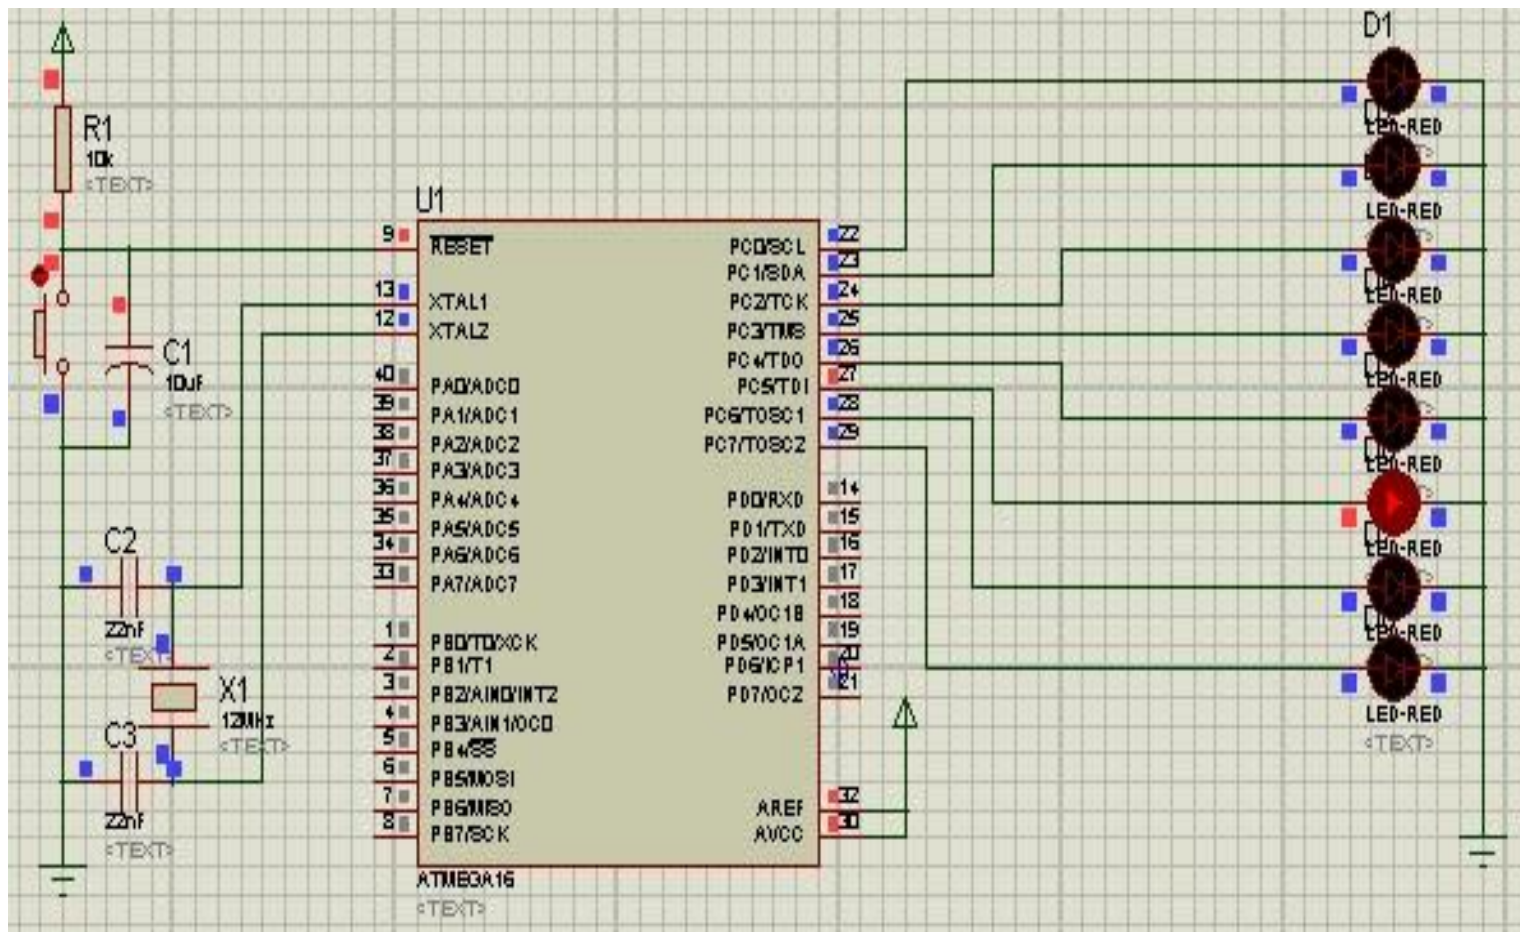 D1
LED-RED
LED-RED
LED-RED
LED-RED
LED-RED
LED-RED
LED-RED
LED-RED
<TEXT>
R1
10k
<TEXT>
C1
10uF
<TEXT>
C2
22nF
<TEXT>
X1
12MHz
<TEXT>
C3
22nF
<TEXT>
U1
9 RESET
13 XTAL1
12 XTAL2
40 PA0/ADC0
39 PA1/ADC1
38 PA2/ADC2
37 PA3/ADC3
36 PA4/ADC4
35 PA5/ADC5
34 PA6/ADC6
33 PA7/ADC7
1 PB0/T0/XCK
2 PB1/T1
3 PB2/AIN0/INT2
4 PB3/AIN1/OC0
5 PB4/SS
6 PB5/MOSI
7 PB6/MISO
8 PB7/SCK
PC0/SCL 22
PC1/SDA 23
PC2/TCK 24
PC3/TMS 25
PC4/TDO 26
PC5/TDI 27
PC6/TOSC1 28
PC7/TOSC2 29
PD0/RXD 14
PD1/TXD 15
PD2/INT0 16
PD3/INT1 17
PD4/OC1B 18
PD5/OC1A 19
PD6/ICP1 20
PD7/OC2 21
AREF 32
AVCC 30
ATMEGA16
<TEXT>